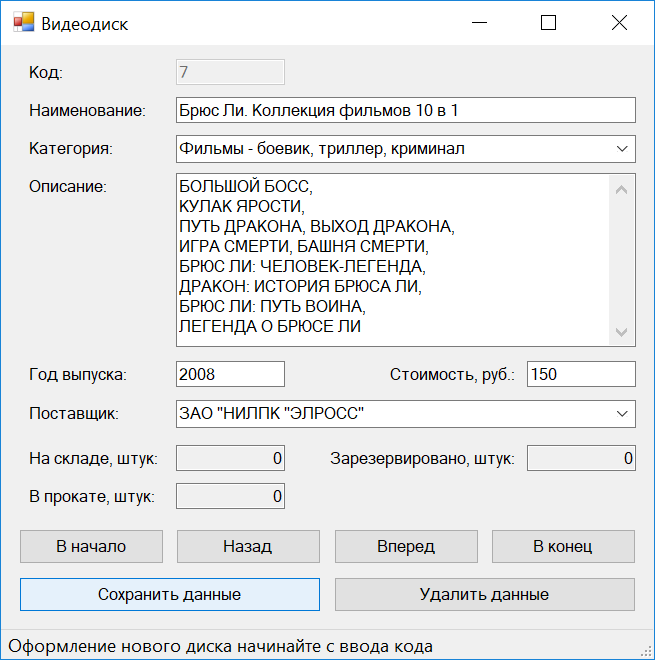 Видеодиск
Код: 7
Наименование: Брюс Ли. Коллекция фильмов 10 в 1
Категория: Фильмы - боевик, триллер, криминал
Описание: БОЛЬШОЙ БОСС,
КУЛАК ЯРОСТИ,
ПУТЬ ДРАКОНА, ВЫХОД ДРАКОНА,
ИГРА СМЕРТИ, БАШНЯ СМЕРТИ,
БРЮС ЛИ: ЧЕЛОВЕК-ЛЕГЕНДА,
ДРАКОН: ИСТОРИЯ БРЮСА ЛИ,
БРЮС ЛИ: ПУТЬ ВОИНА,
ЛЕГЕНДА О БРЮСЕ ЛИ
Год выпуска: 2008 Стоимость, руб.: 150
Поставщик: ЗАО "НИЛПК "ЭЛРОСС"
На складе, штук: 0 Зарезервировано, штук: 0
В прокате, штук: 0
В начало Назад Вперед В конец
Сохранить данные Удалить данные
Оформление нового диска начинайте с ввода кода